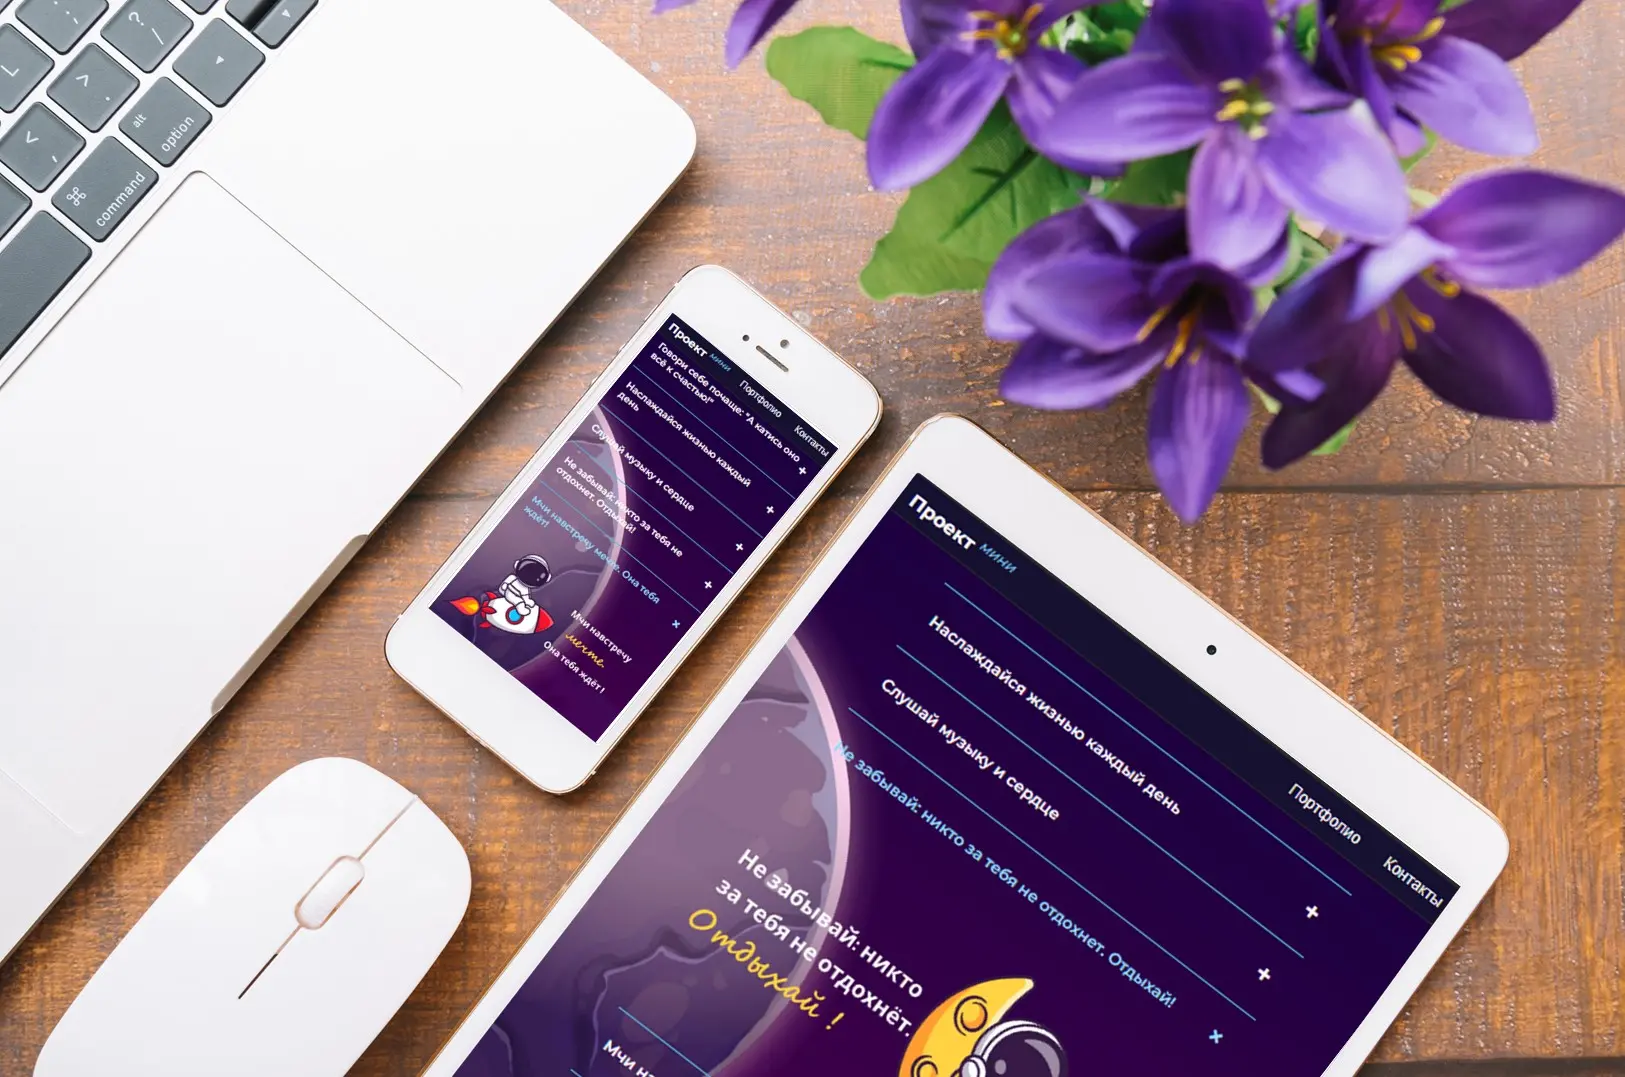 L
:
;
?
/
>
.
<
,
alt
option
⌘
command
Проект мини
Портфолио
Контакты
Говори себе почаще: "А катись оно
всё к счастью!"
+
Наслаждайся жизнью каждый
день
+
Слушай музыку и сердце
+
Не забывай: никто за тебя не
отдохнет. Отдыхай!
+
Мчи навстречу мечте. Она тебя
ждёт!
×
Мчи навстречу
мечте.
Она тебя ждёт!
Проект мини
Портфолио
Контакты
Наслаждайся жизнью каждый день
+
Слушай музыку и сердце
+
Не забывай: никто за тебя не отдохнет. Отдыхай!
×
Не забывай: никто
за тебя не отдохнёт.
Отдыхай !
Мчи